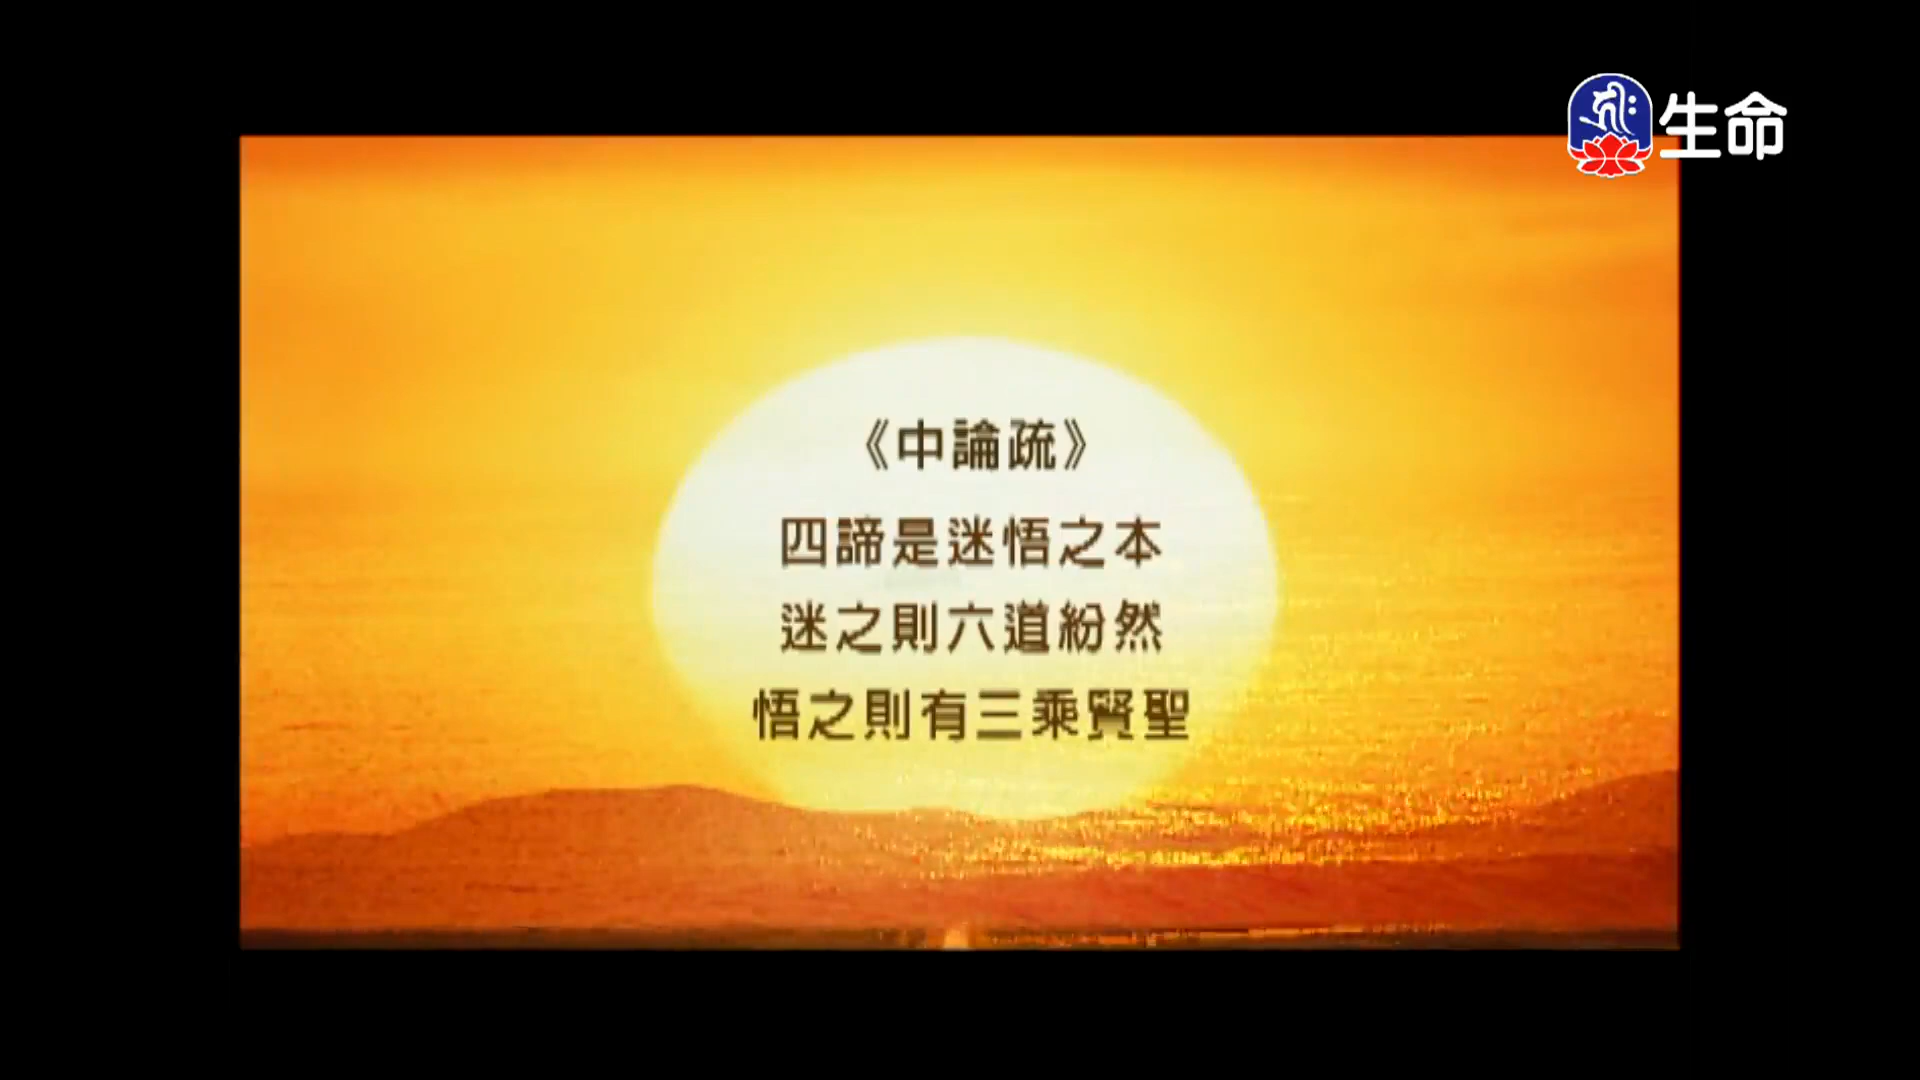 生命
《中論疏》
四諦是迷悟之本
迷之則六道紛然
悟之則有三乘賢聖